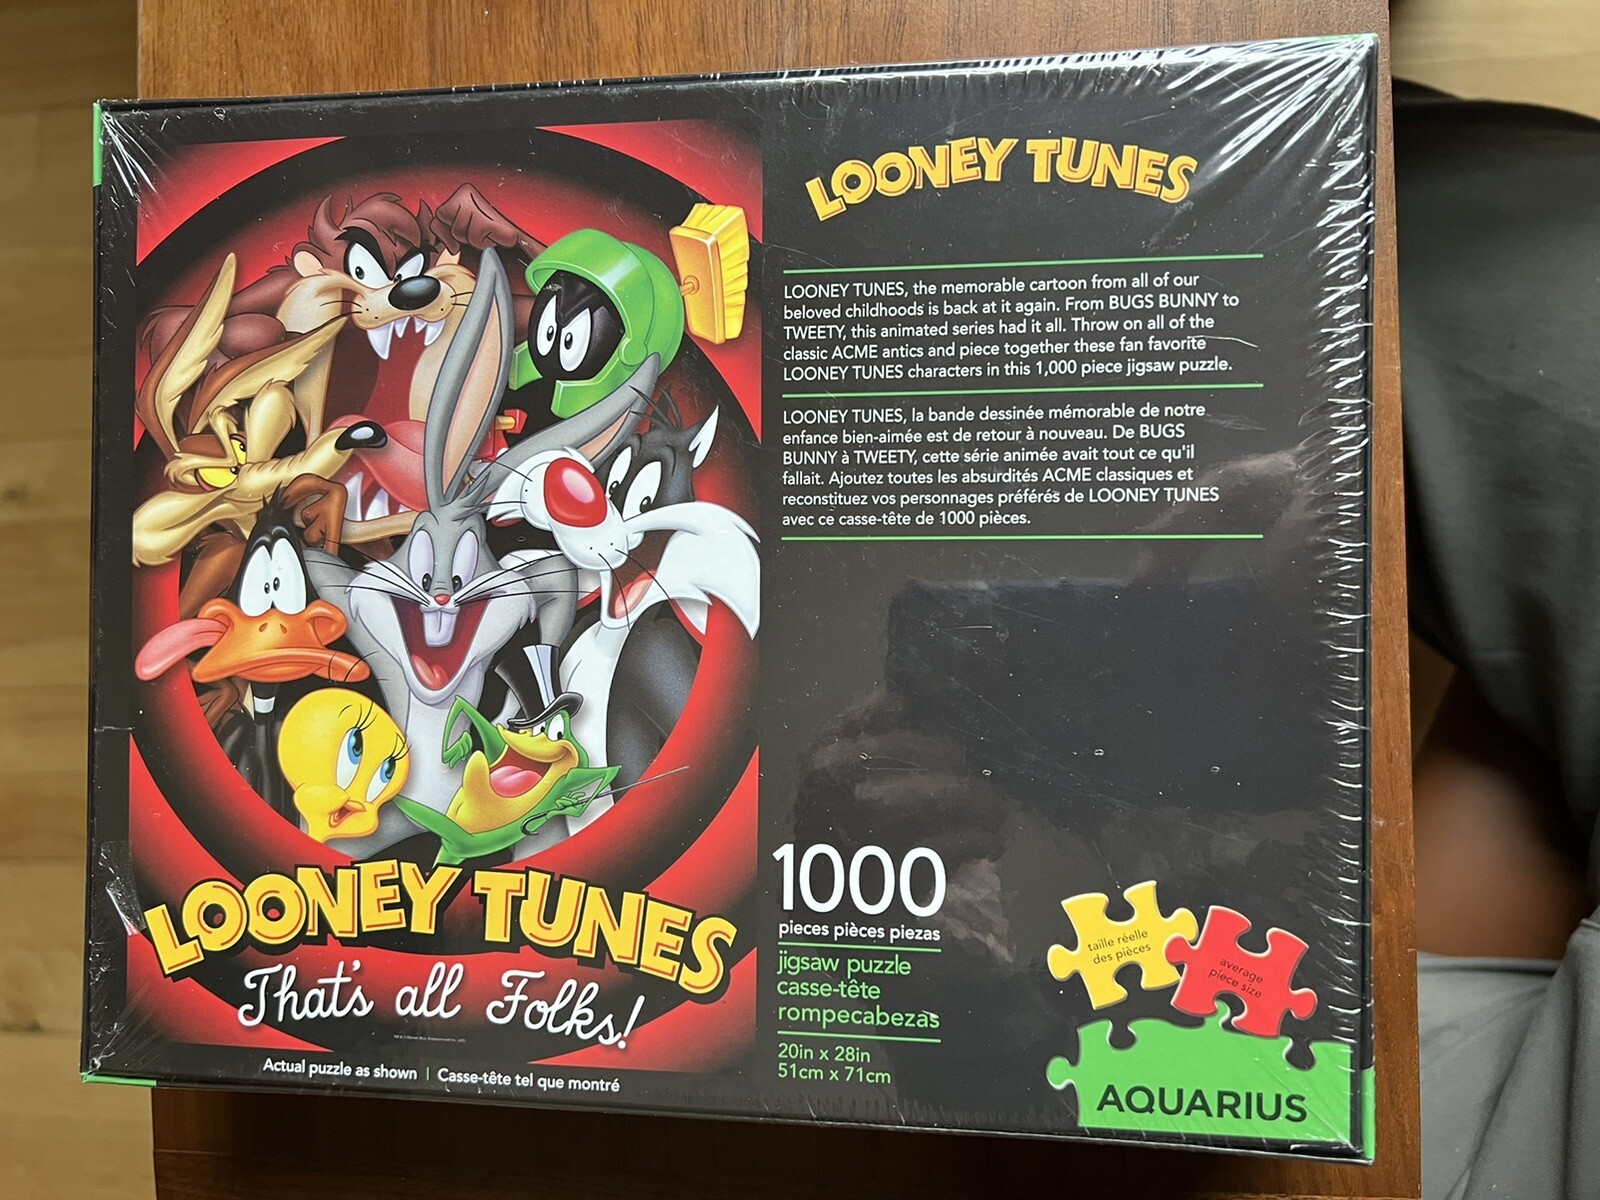 LOONEY TUNES
LOONEY TUNES, the memorable cartoon from all of our
beloved childhoods is back at it again. From BUGS BUNNY to
TWEETY, this animated series had it all. Throw on all of the
classic ACME antics and piece together these fan favorite
LOONEY TUNES characters in this 1,000 piece jigsaw puzzle.
LOONEY TUNES, la bande dessinée mémorable de notre
enfance bien-aimée est de retour à nouveau. De BUGS
BUNNY à TWEETY, cette série animée avait tout ce qu'il
fallait. Ajoutez toutes les absurdités ACME classiques et
reconstituez vos personnages préférés de LOONEY TUNES
avec ce casse-tête de 1000 pièces.
LOONEY TUNES
That's all Folks!
Actual puzzle as shown | Casse-tête tel que montré
1000
pieces pièces piezas
jigsaw puzzle
casse-tête
rompecabezas
20in x 28in
51cm x 71cm
taille réelle
des pièces
average
piece size
AQUARIUS